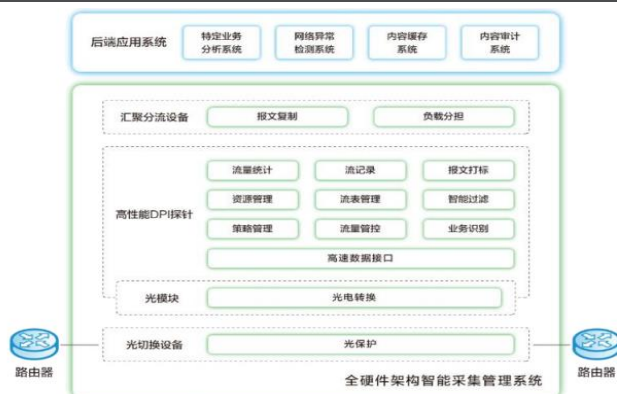 后端应用系统
特定业务
分析系统
网络异常
检测系统
内容缓存
系统
内容审计
系统
汇聚分流设备
报文复制
负载分担
高性能DPI探针
流量统计
流记录
报文打标
资源管理
流表管理
智能过滤
策略管理
流量管控
业务识别
高速数据接口
光模块
光电转换
光切换设备
光保护
路由器
路由器
全硬件架构智能采集管理系统